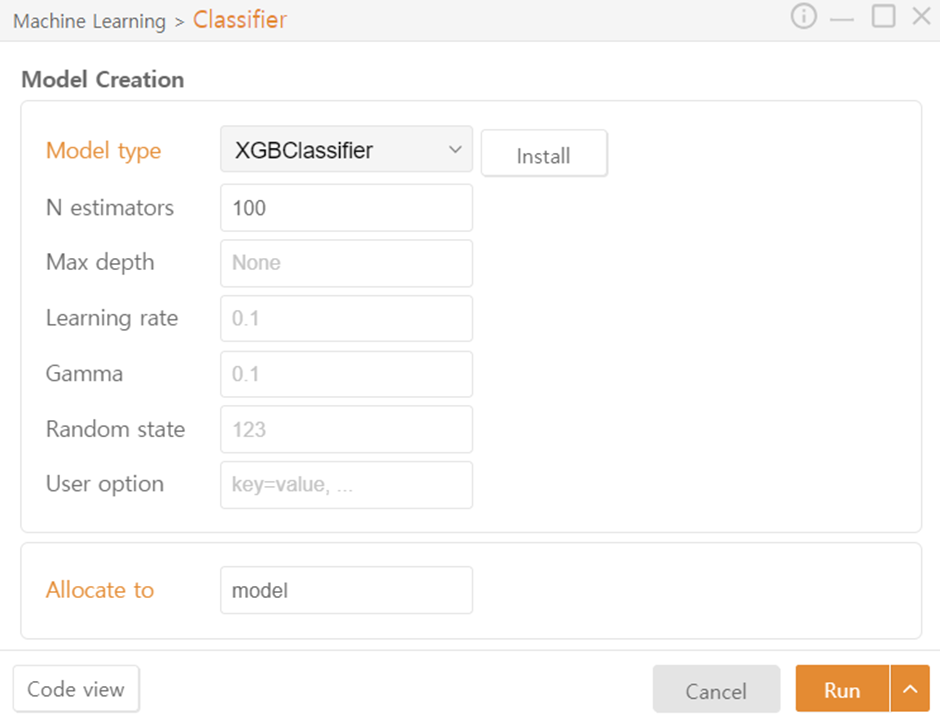 Machine Learning > Classifier
Model Creation
Model type XGBClassifier Install
N estimators 100
Max depth None
Learning rate 0.1
Gamma 0.1
Random state 123
User option key=value, ...
Allocate to model
Code view Cancel Run